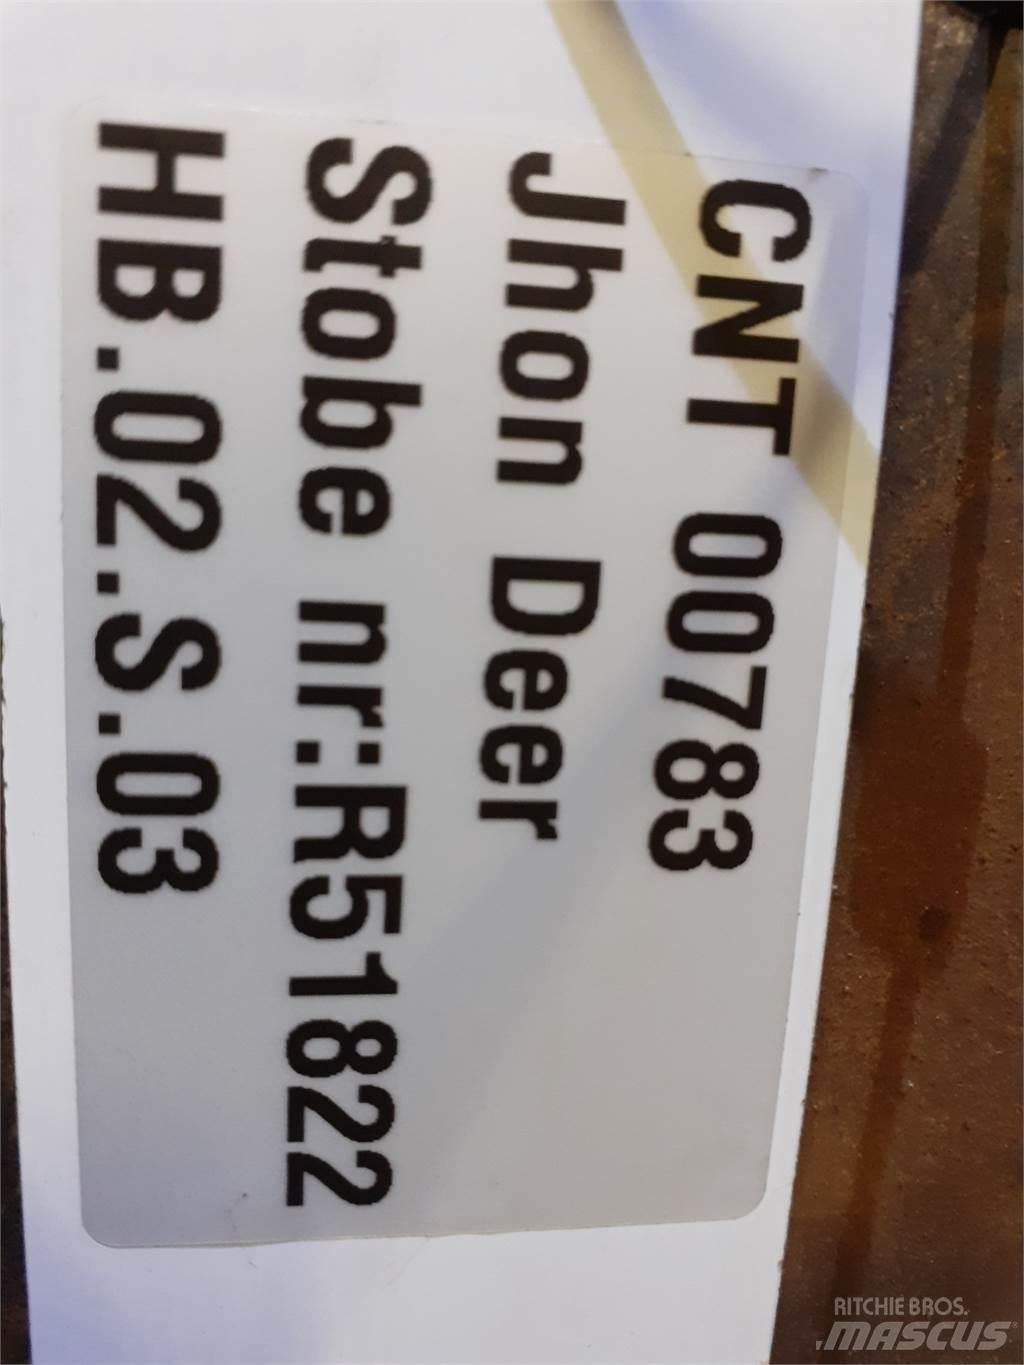 CNT 00783
Jhon Deer
Stobe nr:R51822
HB.02.S.03
RITCHIE BROS.
MASCUS